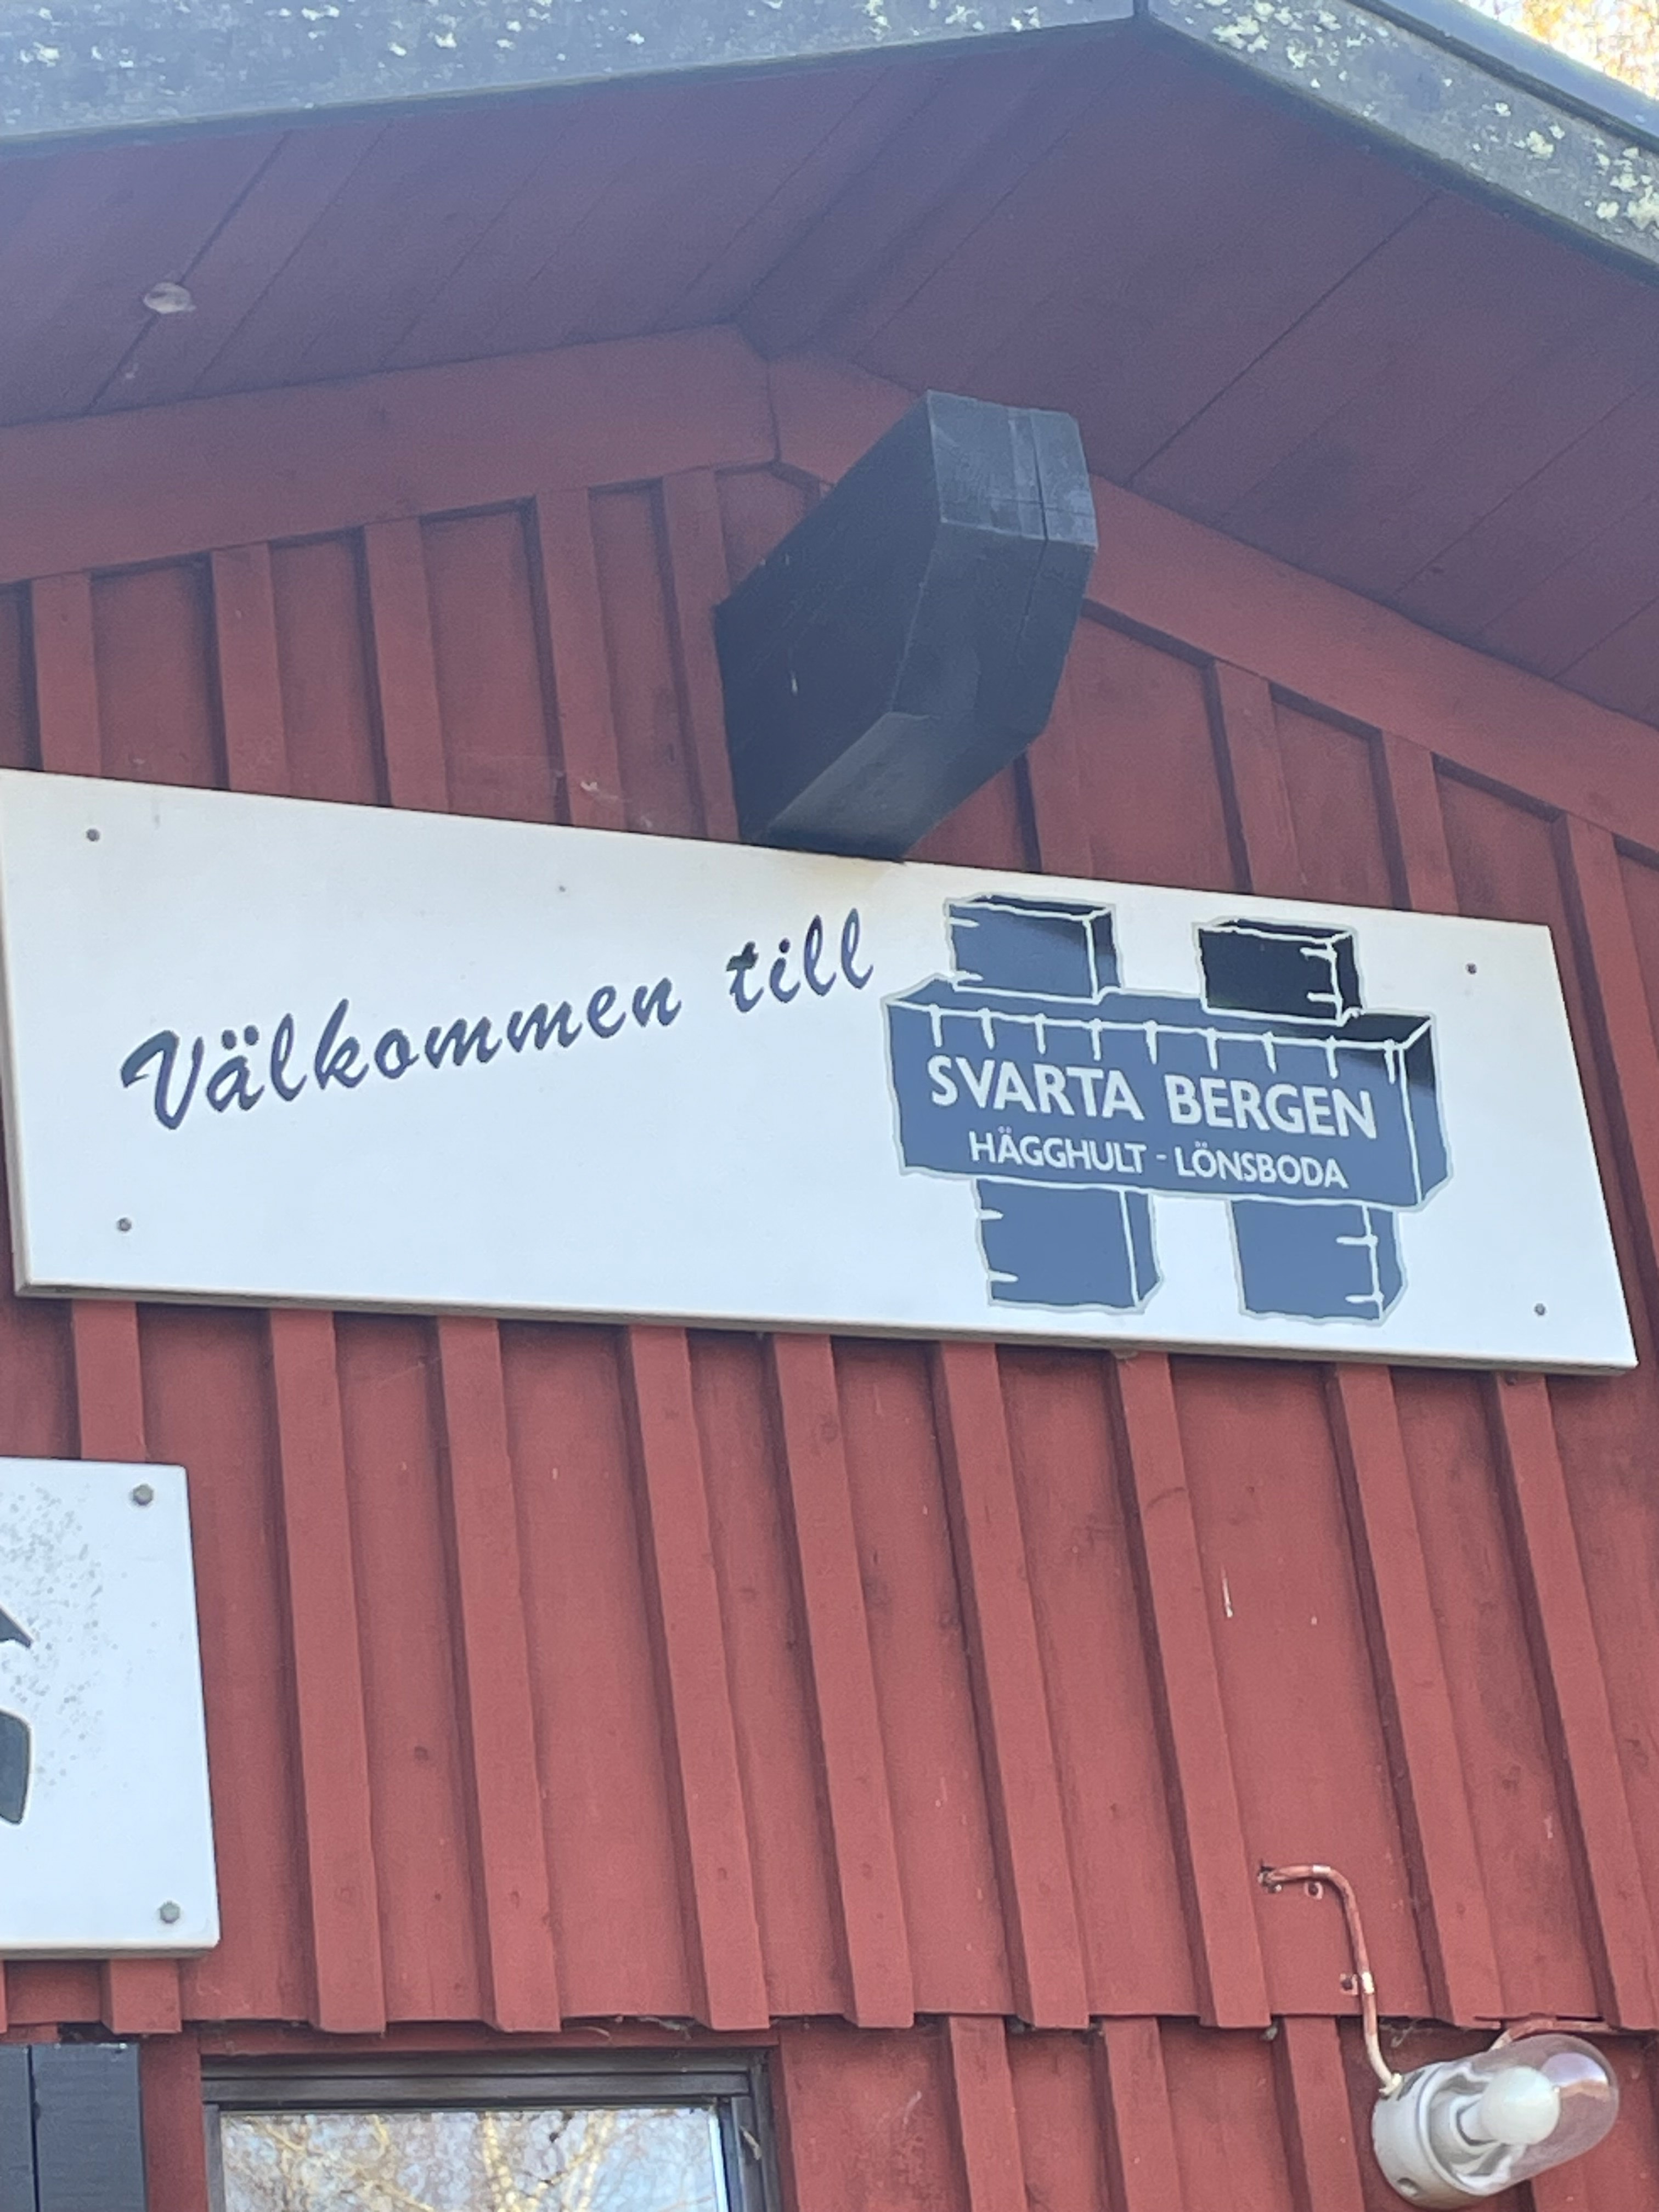 Välkommen till
SVARTA BERGEN
HÄGGHULT - LÖNSBODA